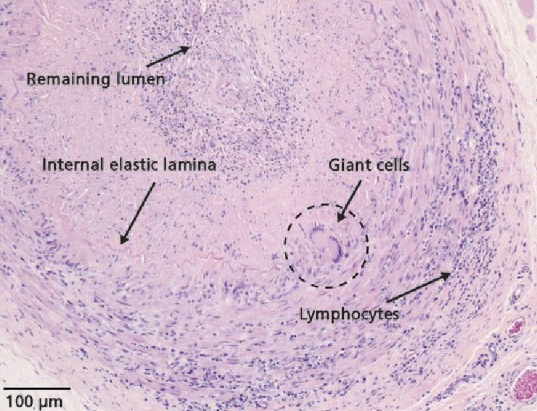 Remaining lumen
Internal elastic lamina
Giant cells
Lymphocytes
100 µm